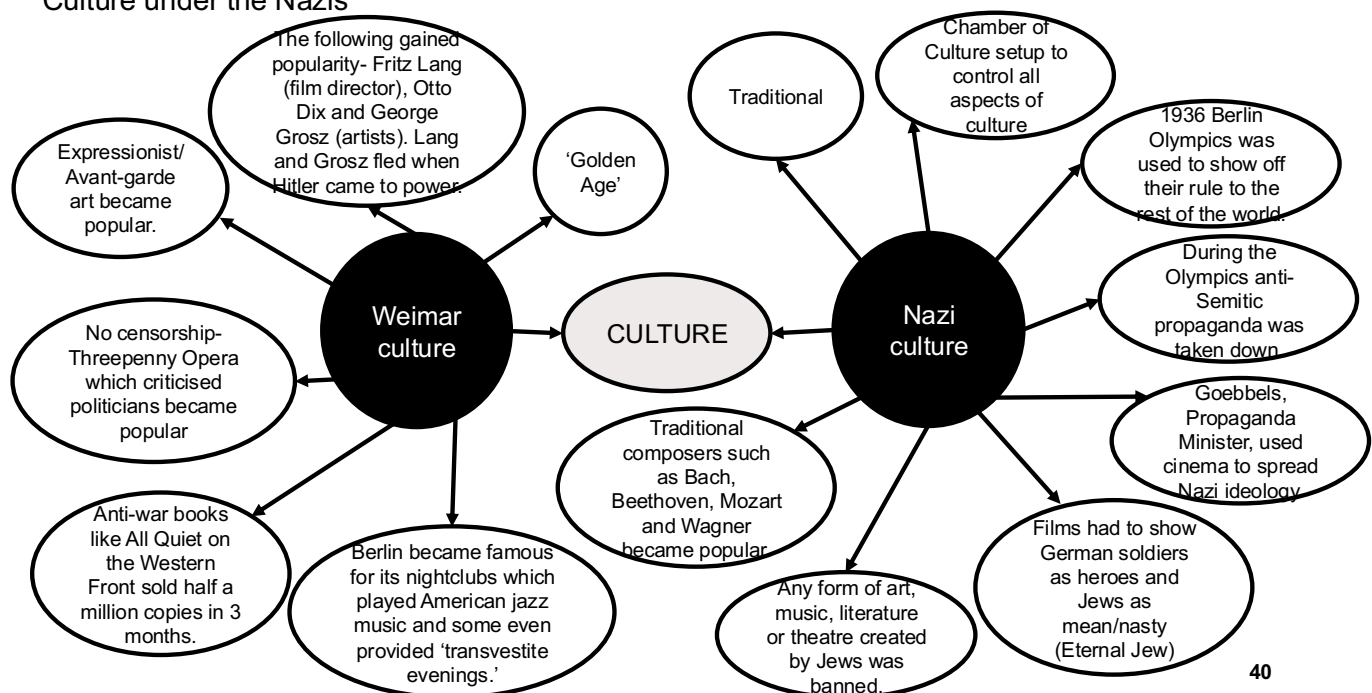 Culture under the Nazis
The following gained
popularity- Fritz Lang
(film director), Otto
Dix and George
Grosz (artists). Lang
and Grosz fled when
Hitler came to power.
Expressionist/
Avant-garde
art became
popular.
‘Golden
Age’
No censorship-
Threepenny Opera
which criticised
politicians became
popular
Weimar
culture
Anti-war books
like All Quiet on
the Western
Front sold half a
million copies in 3
months.
Berlin became famous
for its nightclubs which
played American jazz
music and some even
provided ‘transvestite
evenings.’
CULTURE
Traditional
Chamber of
Culture setup to
control all
aspects of
culture
1936 Berlin
Olympics was
used to show off
their rule to the
rest of the world.
During the
Olympics anti-
Semitic
propaganda was
taken down
Nazi
culture
Goebbels,
Propaganda
Minister, used
cinema to spread
Nazi ideology
Traditional
composers such
as Bach,
Beethoven, Mozart
and Wagner
became popular
Any form of art,
music, literature
or theatre created
by Jews was
banned.
Films had to show
German soldiers
as heroes and
Jews as
mean/nasty
(Eternal Jew)
40